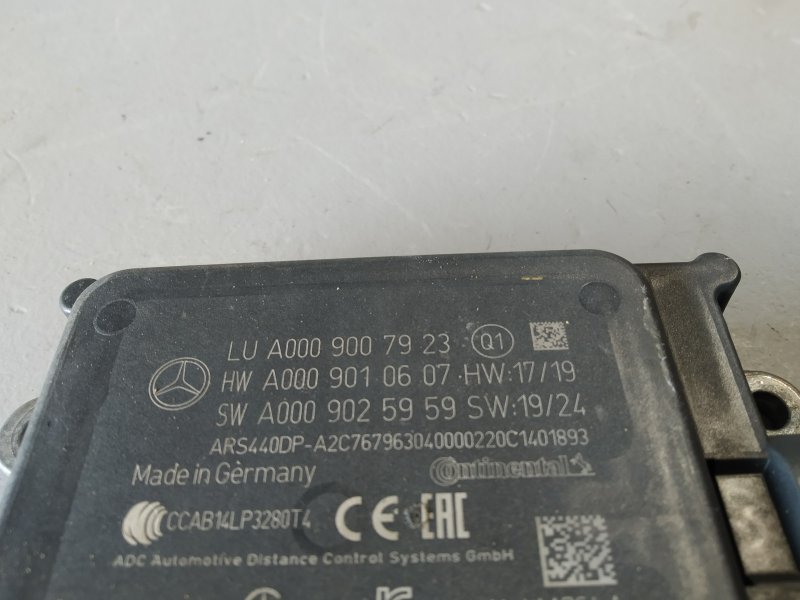 LU A000 900 79 23 Q1
HW A000 901 06 07 HW:17/19
SW A000 902 59 59 SW:19/24
ARS440DP-A2C767963040000220C1401893
Made in Germany Continental
CCAB14LP3280T4 CE EAC
ADC Automotive Distance Control Systems GmbH